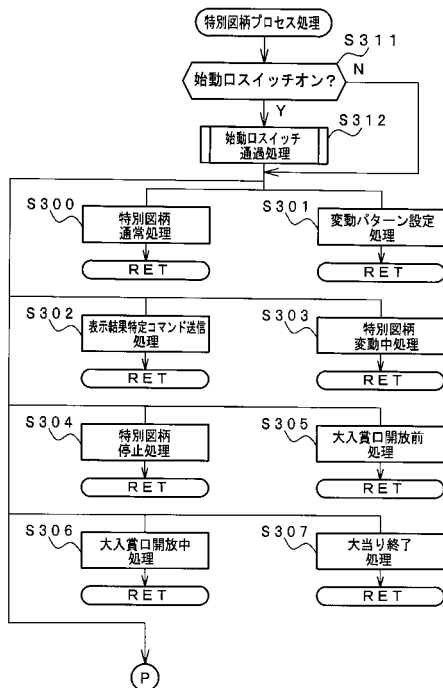 特別図柄プロセス処理
S311
始動口スイッチオン?
N
Y
S312
始動口スイッチ
通過処理
S300
特別図柄
通常処理
RET
S301
変動パターン設定
処理
RET
S302
表示結果特定コマンド送信
処理
RET
S303
特別図柄
変動中処理
RET
S304
特別図柄
停止処理
RET
S305
大入賞口開放前
処理
RET
S306
大入賞口開放中
処理
RET
S307
大当り終了
処理
RET
P